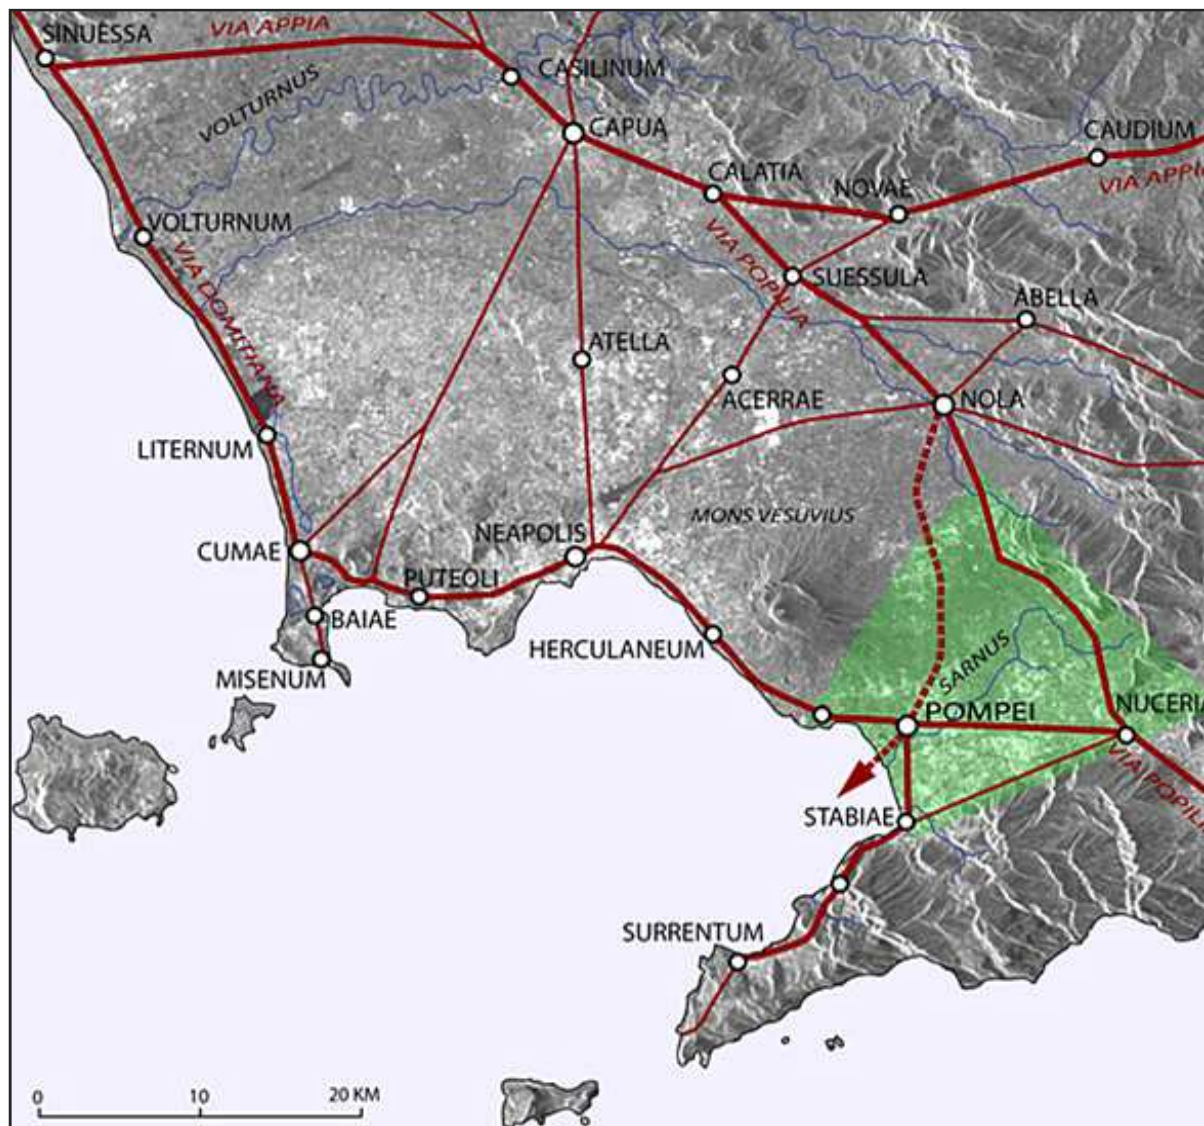 SINUESSA
VIA APPIA
VOLTURNUS
CASILINUM
CAPUA
CAUDIUM
CALATIA
NOVAE
VIA APPI
VOLTURNUM
VIA DOMITIANA
VIA POPILIA
SUESSULA
ABELLA
ATELLA
ACERRAE
NOLA
LITERNUM
MONS VESUVIUS
NEAPOLIS
CUMAE
PUTEOLI
BAIAE
HERCULANEUM
MISENUM
SARNUS
POMPEI
NUCERIA
VIA POPILI
STABIAE
SURRENTUM
0 10 20 KM